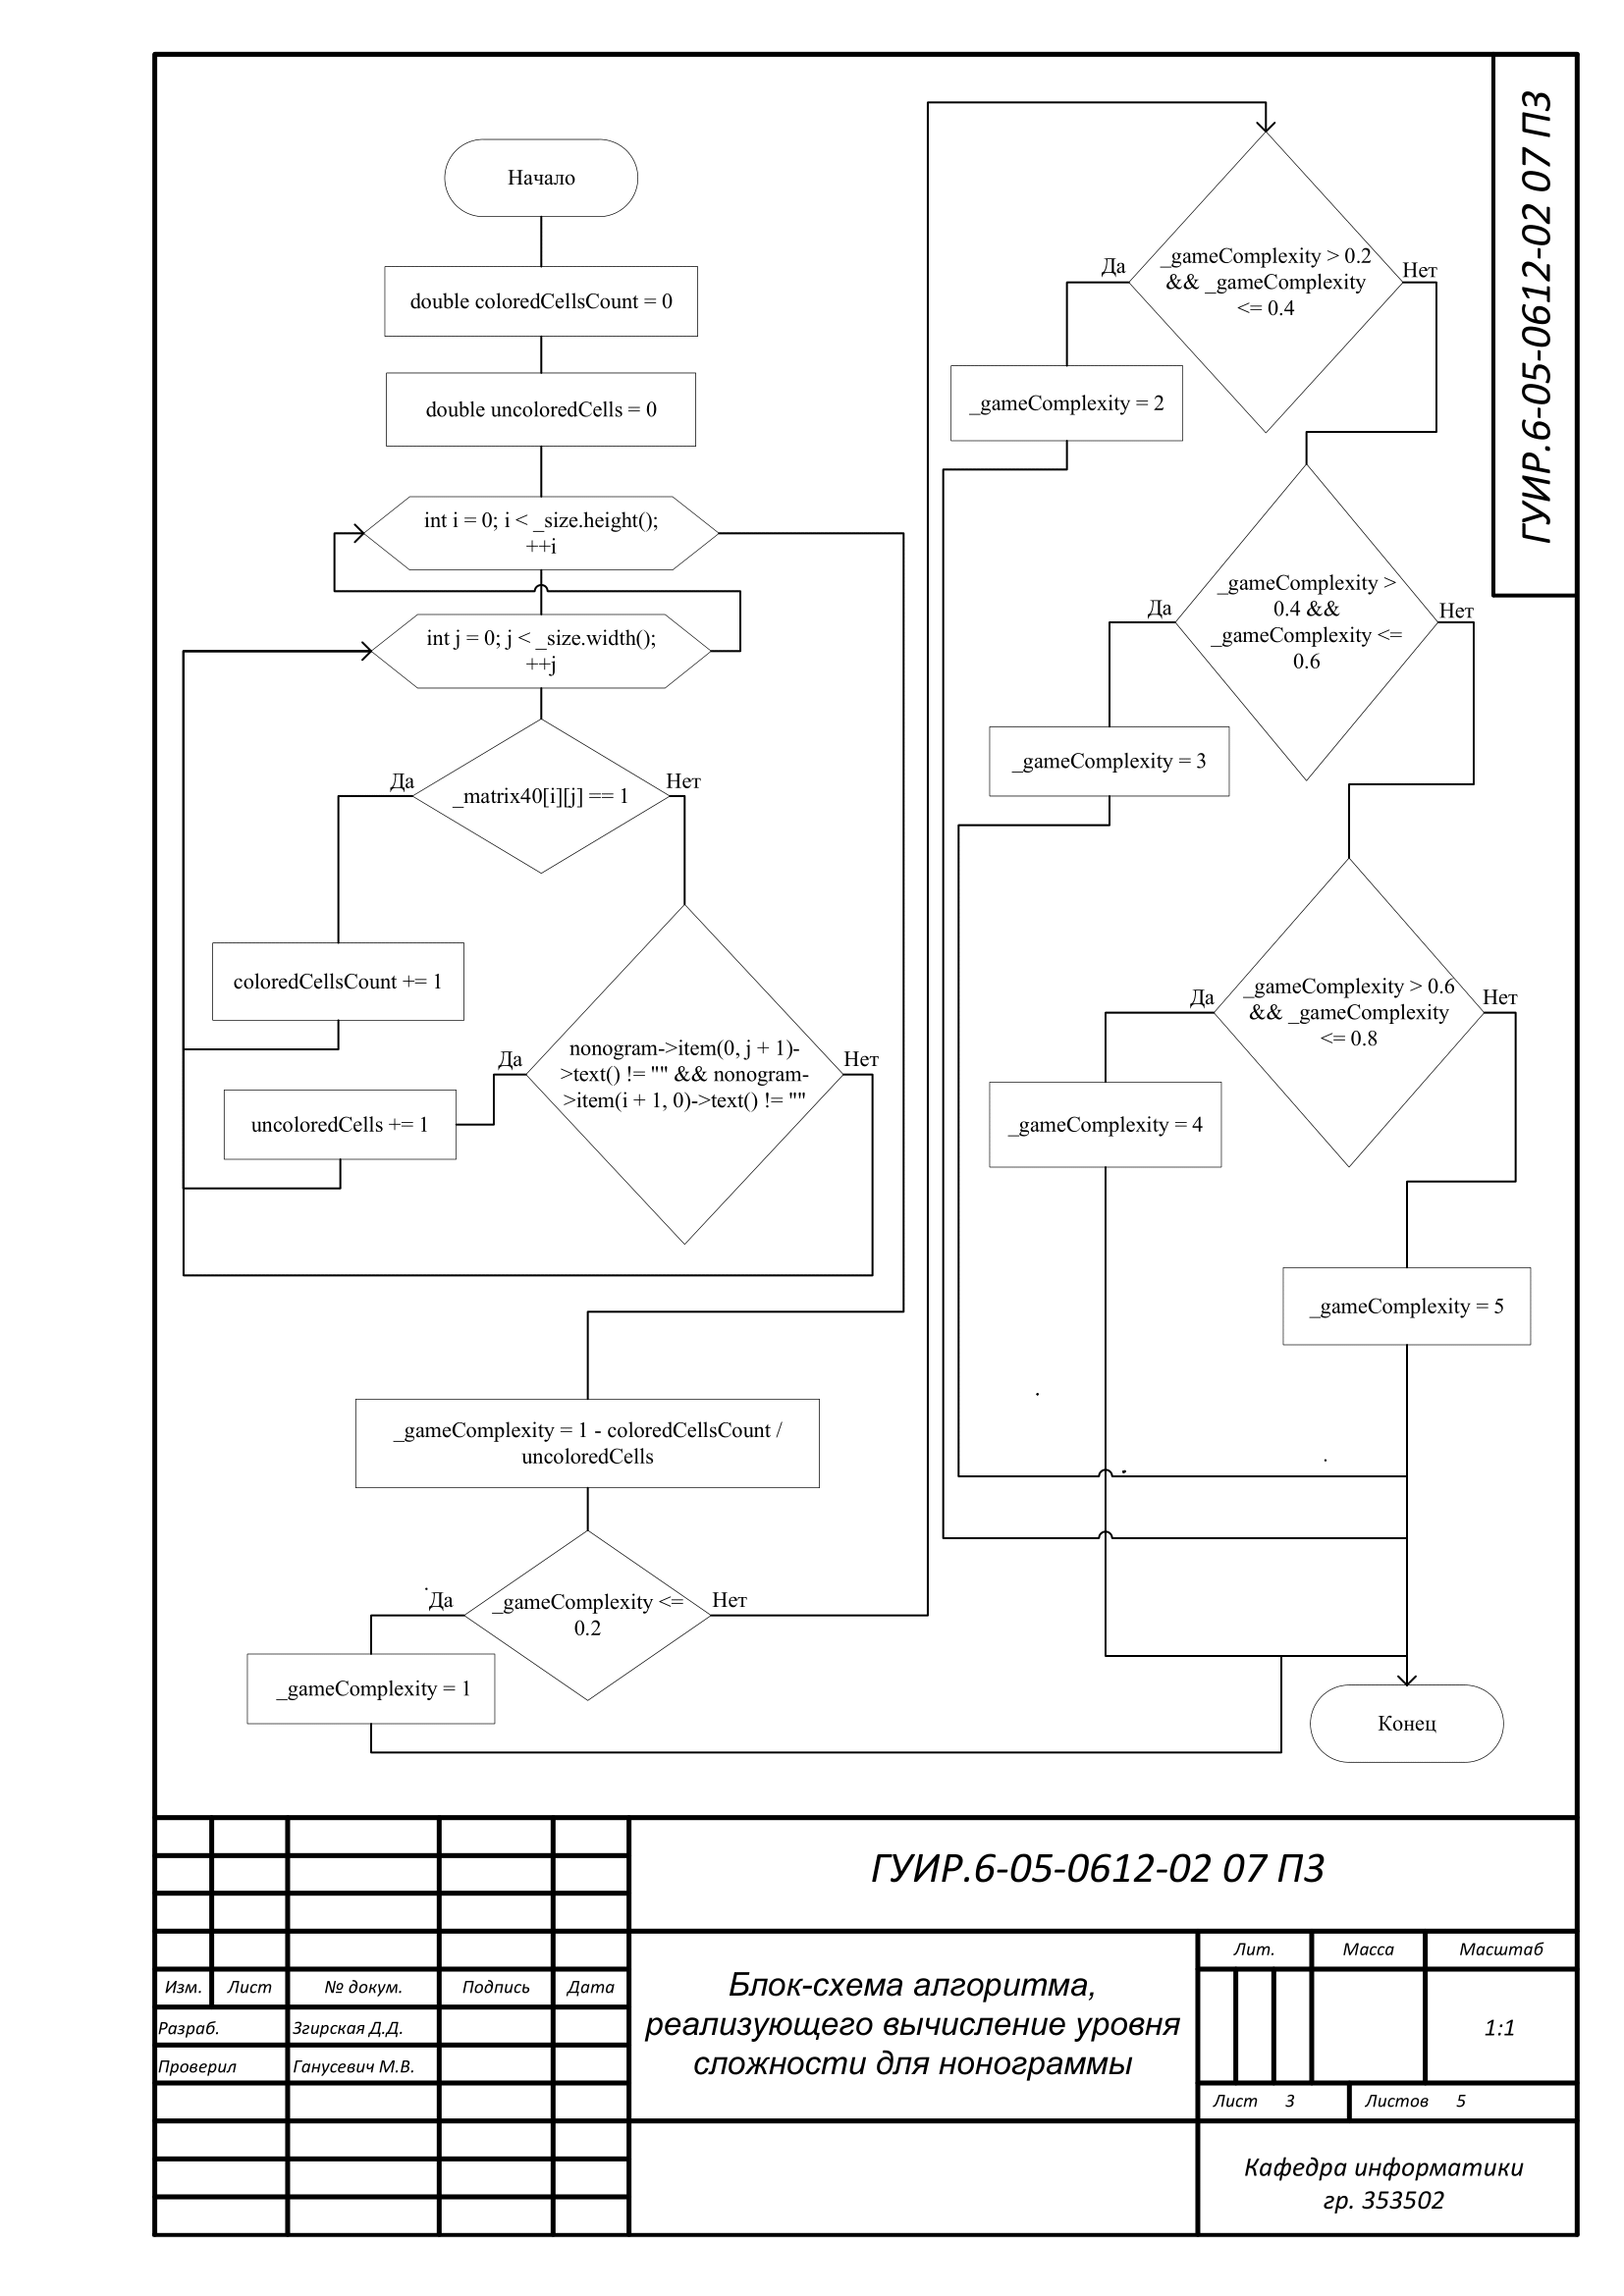 ГУИР.6-05-0612-02 07 ПЗ
Начало
double coloredCellsCount = 0
double uncoloredCells = 0
int i = 0; i < _size.height();
++i
int j = 0; j < _size.width();
++j
Да
_matrix40[i][j] == 1
Нет
coloredCellsCount += 1
Да
nonogram->item(0, j + 1)-
>text() != "" && nonogram-
>item(i + 1, 0)->text() != ""
Нет
uncoloredCells += 1
_gameComplexity = 1 - coloredCellsCount /
uncoloredCells
Да
_gameComplexity <=
0.2
Нет
_gameComplexity = 1
Да
_gameComplexity > 0.2
&& _gameComplexity
<= 0.4
Нет
_gameComplexity = 2
Да
_gameComplexity >
0.4 &&
_gameComplexity <=
0.6
Нет
_gameComplexity = 3
Да
_gameComplexity > 0.6
&& _gameComplexity
<= 0.8
Нет
_gameComplexity = 4
_gameComplexity = 5
Конец
ГУИР.6-05-0612-02 07 ПЗ
Изм. Лист № докум. Подпись Дата
Разраб. Згирская Д.Д.
Проверил Ганусевич М.В.
Блок-схема алгоритма,
реализующего вычисление уровня
сложности для нонограммы
Лит. Масса Масштаб
1:1
Лист 3 Листов 5
Кафедра информатики
гр. 353502